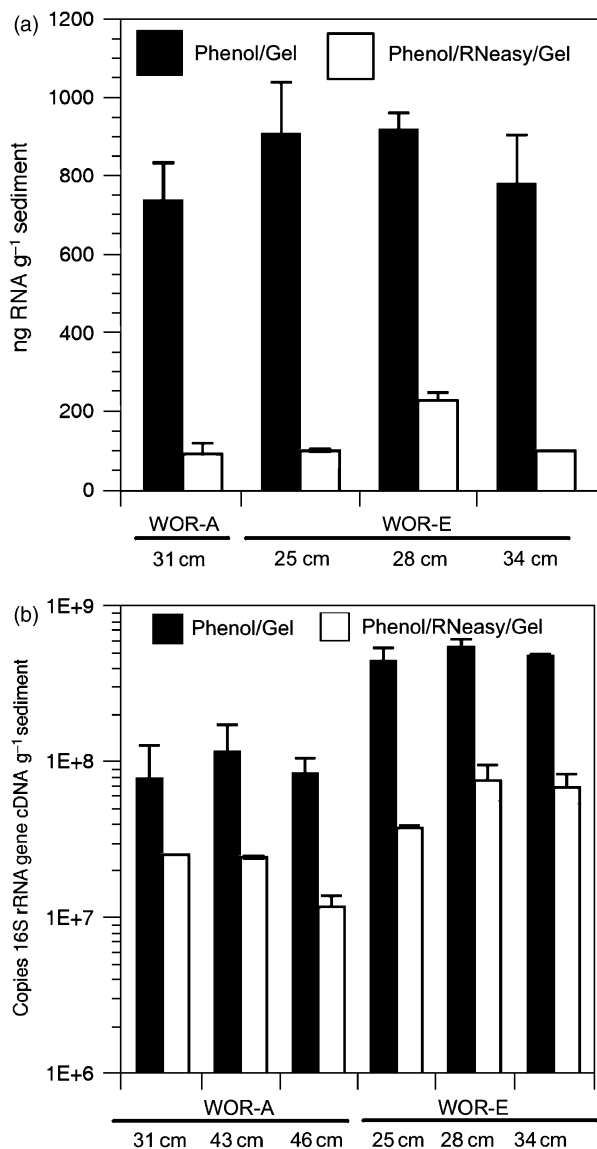 (a)
1200
Phenol/Gel Phenol/RNeasy/Gel
1000
800
600
400
200
0
ng RNA g⁻¹ sediment
WOR-A WOR-E
31 cm 25 cm 28 cm 34 cm
(b)
1E+9
Phenol/Gel Phenol/RNeasy/Gel
1E+8
1E+7
1E+6
Copies 16S rRNA gene cDNA g⁻¹ sediment
WOR-A WOR-E
31 cm 43 cm 46 cm 25 cm 28 cm 34 cm